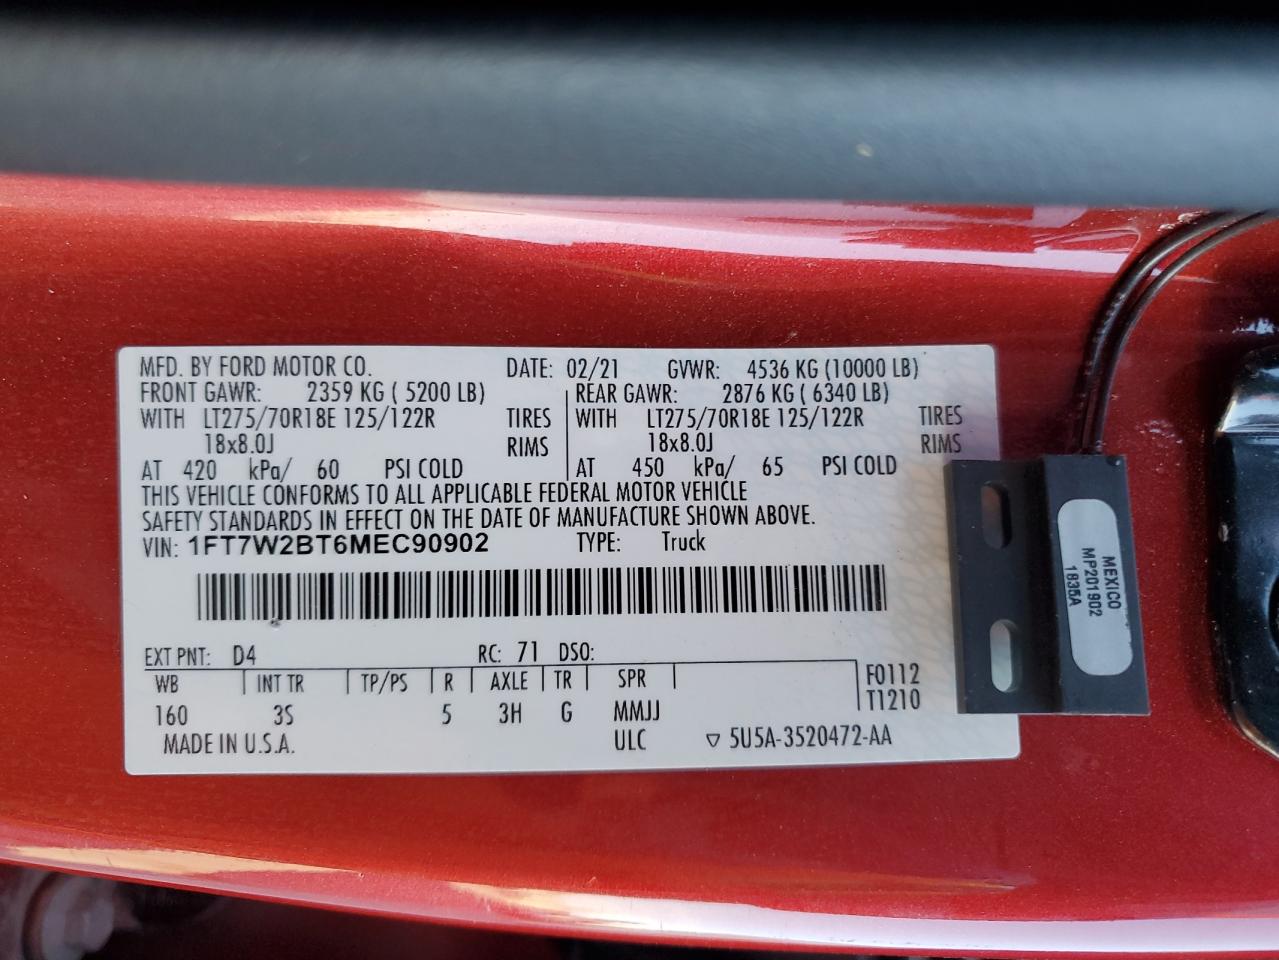 MFD. BY FORD MOTOR CO. DATE: 02/21 GVWR: 4536 KG (10000 LB)
FRONT GAWR: 2359 KG ( 5200 LB) REAR GAWR: 2876 KG ( 6340 LB)
WITH LT275/70R18E 125/122R TIRES WITH LT275/70R18E 125/122R TIRES
18x8.0J RIMS 18x8.0J RIMS
AT 420 kPa/ 60 PSI COLD AT 450 kPa/ 65 PSI COLD
THIS VEHICLE CONFORMS TO ALL APPLICABLE FEDERAL MOTOR VEHICLE
SAFETY STANDARDS IN EFFECT ON THE DATE OF MANUFACTURE SHOWN ABOVE.
VIN: 1FT7W2BT6MEC90902 TYPE: Truck
EXT PNT: D4 RC: 71 DSO:
WB INT TR TP/PS R AXLE TR SPR F0112
160 3S 5 3H G MMJJ T1210
MADE IN U.S.A. ULC ▽ 5U5A-3520472-AA
MEXICO
MP201902
1835A